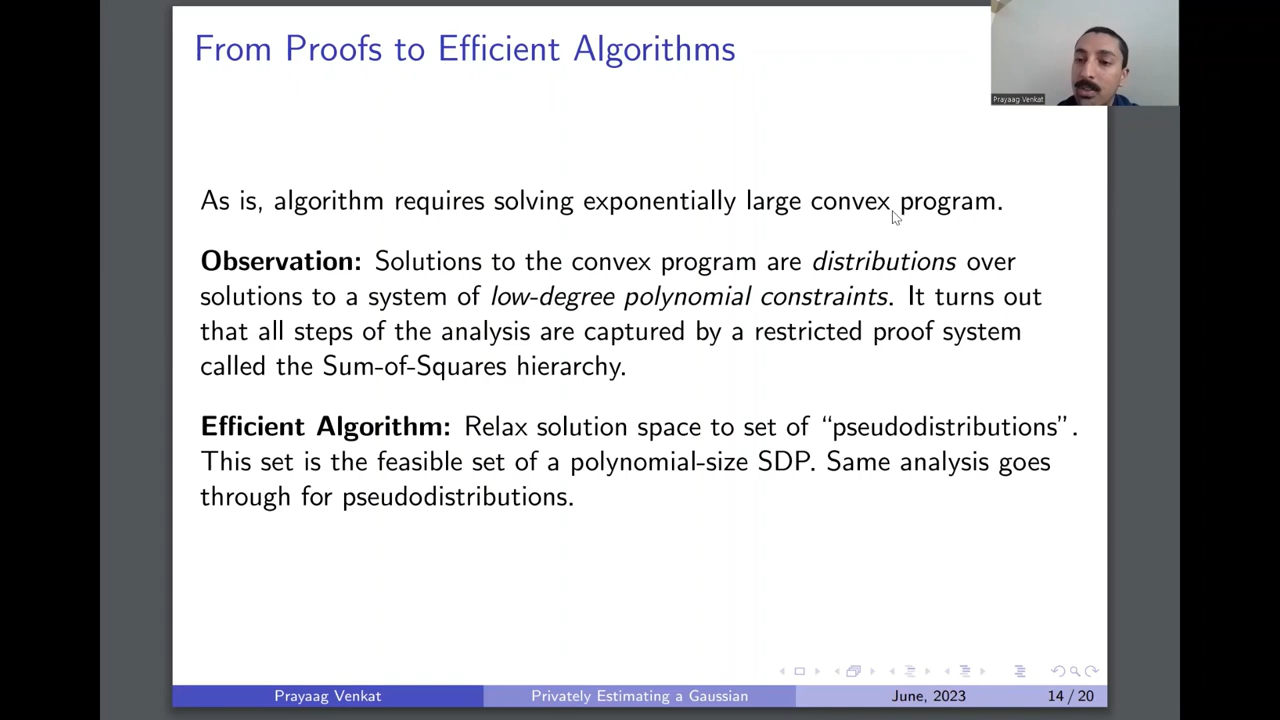 From Proofs to Efficient Algorithms
Prayaag Venkat
As is, algorithm requires solving exponentially large convex program.
Observation: Solutions to the convex program are distributions over
solutions to a system of low-degree polynomial constraints. It turns out
that all steps of the analysis are captured by a restricted proof system
called the Sum-of-Squares hierarchy.
Efficient Algorithm: Relax solution space to set of “pseudodistributions”.
This set is the feasible set of a polynomial-size SDP. Same analysis goes
through for pseudodistributions.
Prayaag Venkat
Privately Estimating a Gaussian
June, 2023
14 / 20